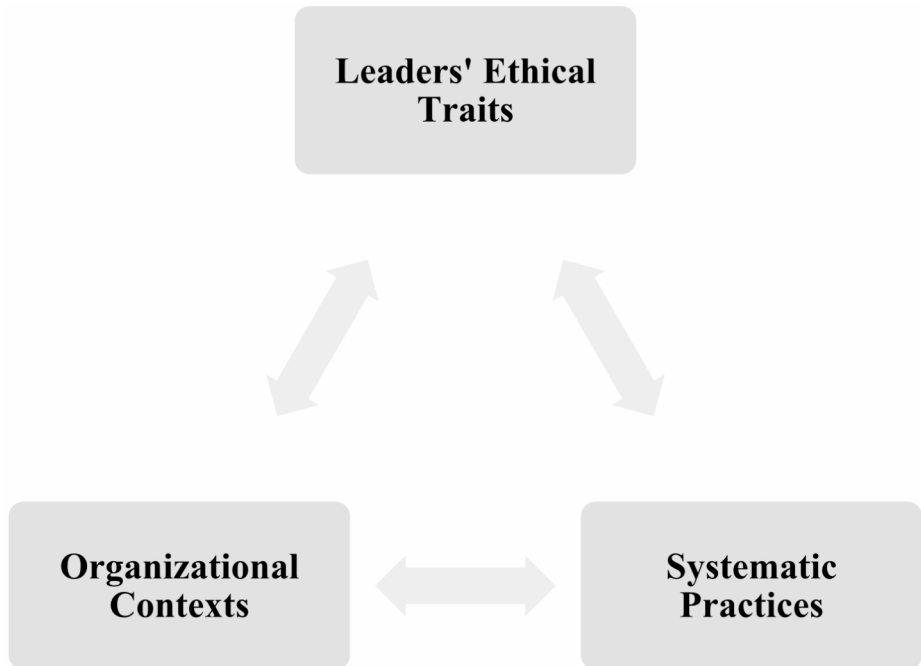 Leaders' Ethical
Traits
Organizational
Contexts
Systematic
Practices